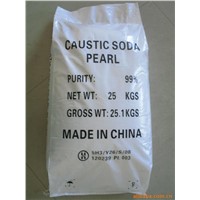 CAUSTIC SODA
PEARL
PURITY: 99%
NET WT: 25 KGS
GROSS WT: 25.1KGS
MADE IN CHINA